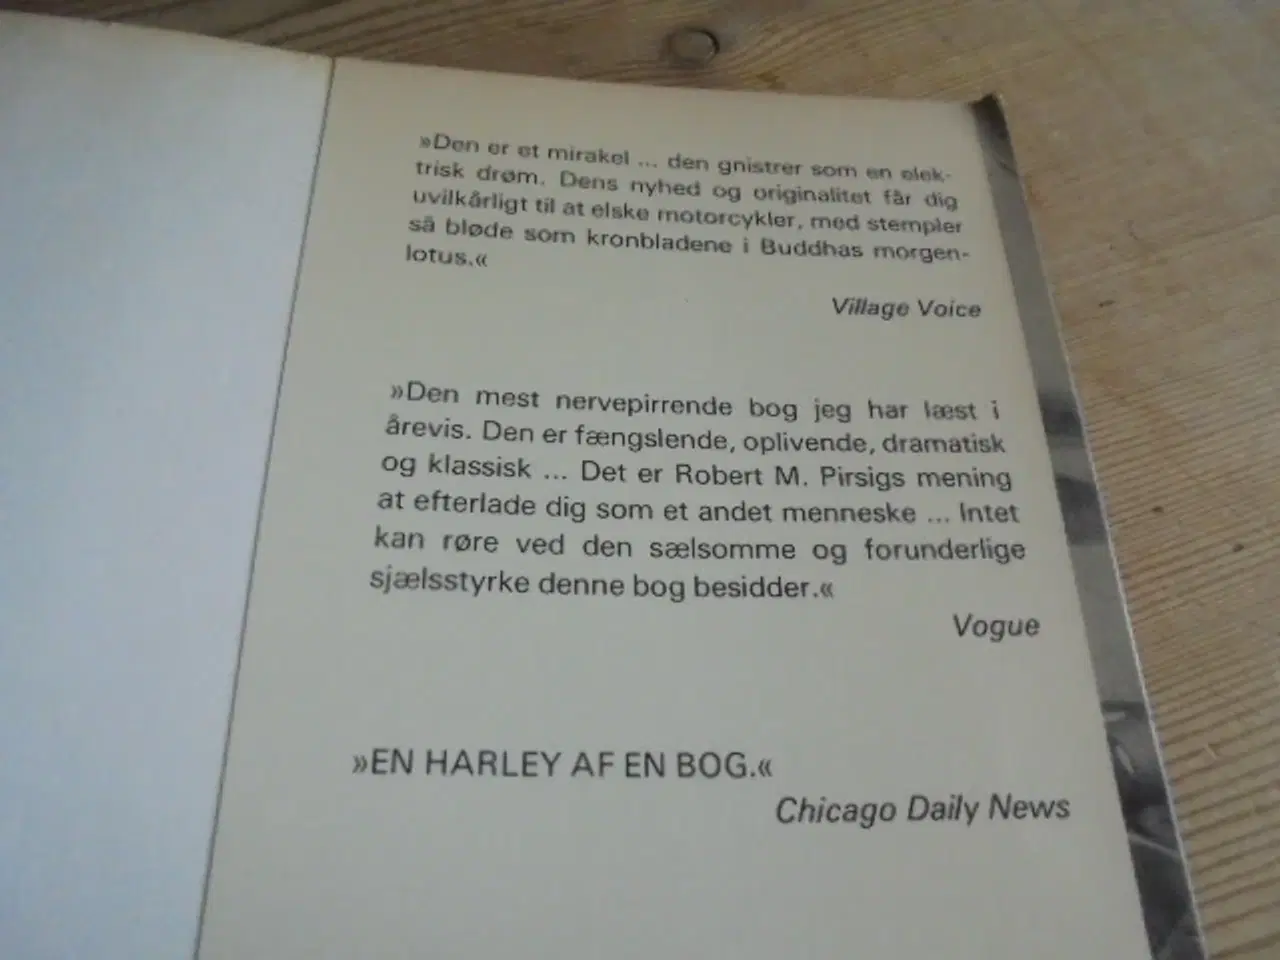 »Den er et mirakel ... den gnistrer som en elek-
trisk drøm. Dens nyhed og originalitet får dig
uvilkårligt til at elske motorcykler, med stempler
så bløde som kronbladene i Buddhas morgen-
lotus.«
Village Voice
»Den mest nervepirrende bog jeg har læst i
årevis. Den er fængslende, oplivende, dramatisk
og klassisk ... Det er Robert M. Pirsigs mening
at efterlade dig som et andet menneske ... Intet
kan røre ved den sælsomme og forunderlige
sjælsstyrke denne bog besidder.«
Vogue
»EN HARLEY AF EN BOG.«
Chicago Daily News